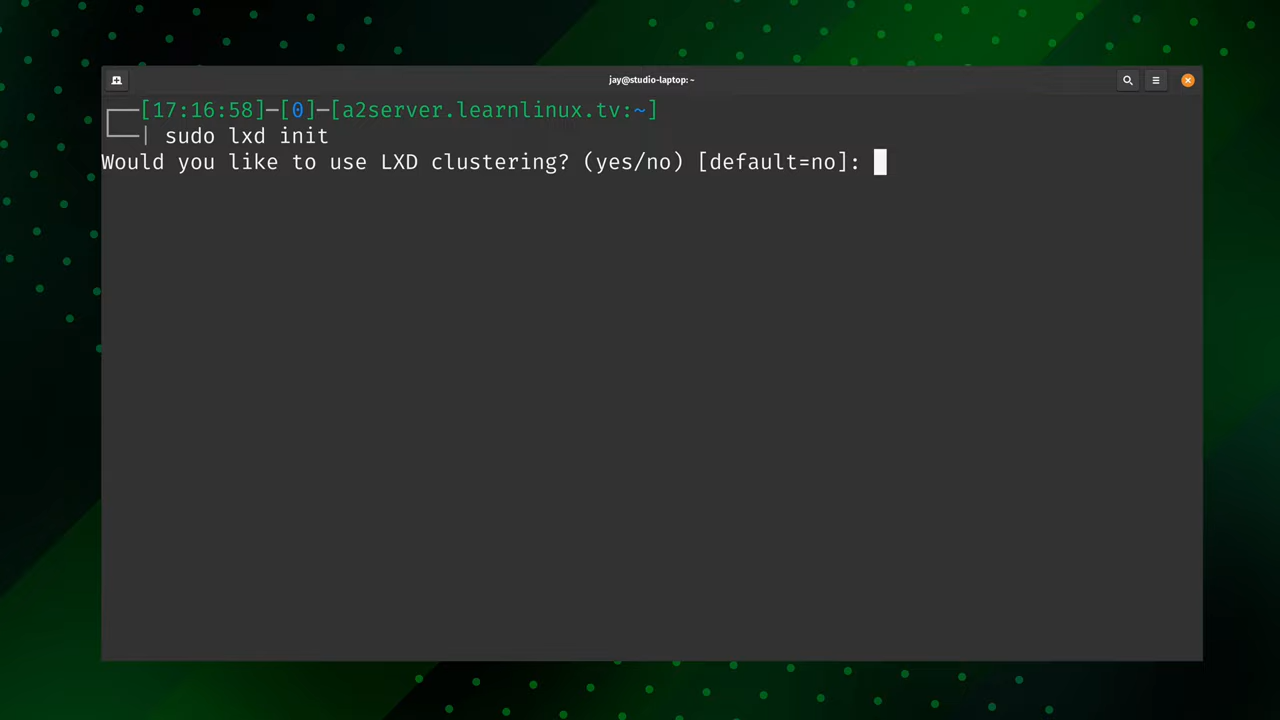 jay@studio-laptop: ~
┌──[17:16:58]─[0]─[a2server.learnlinux.tv:~]
└──| sudo lxd init
Would you like to use LXD clustering? (yes/no) [default=no]: